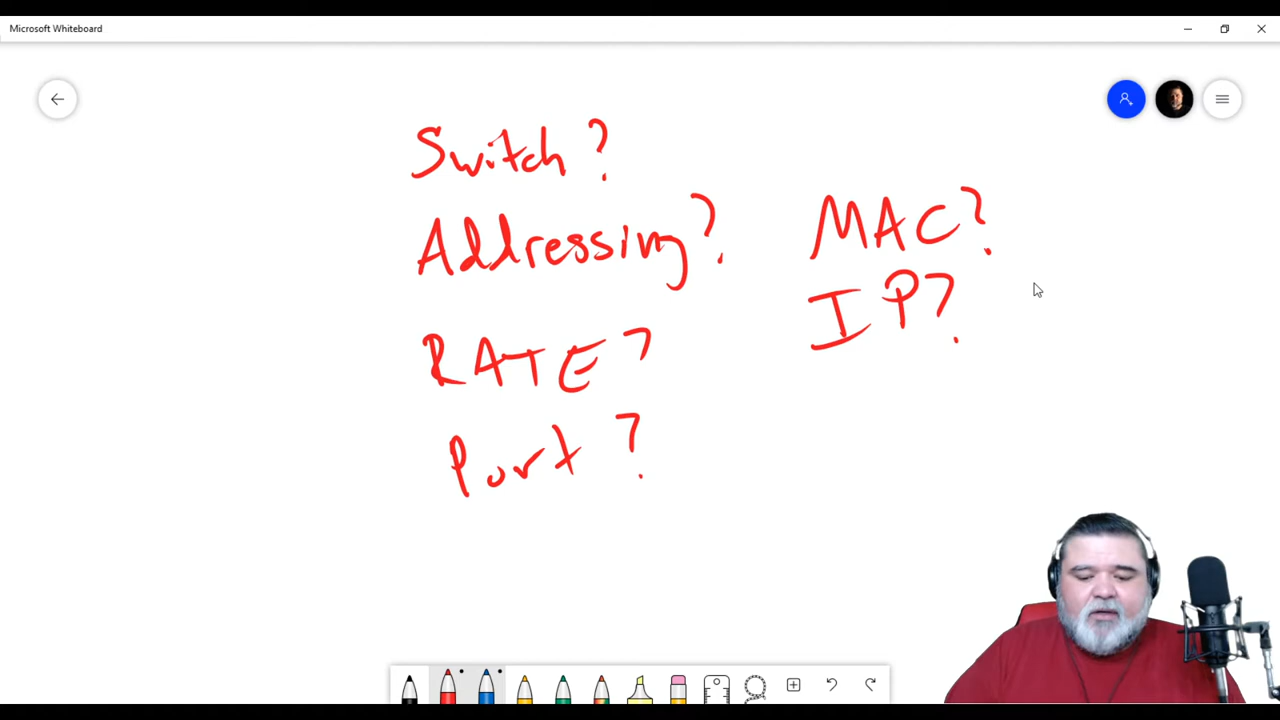 Microsoft Whiteboard
Switch?
Addressing?
MAC?
IP?
RATE?
Port?